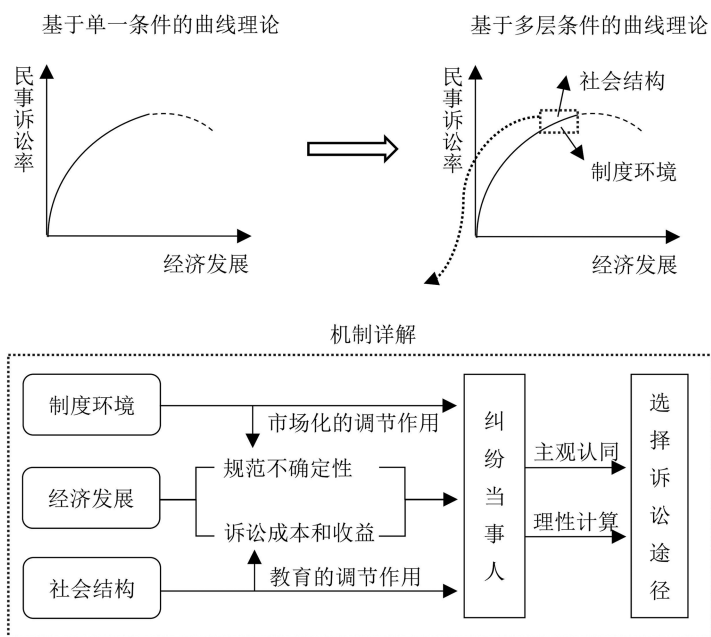 基于单一条件的曲线理论
基于多层条件的曲线理论
民事诉讼率
经济发展
民事诉讼率
社会结构
制度环境
经济发展
机制详解
制度环境
市场化的调节作用
经济发展
规范不确定性
诉讼成本和收益
社会结构
教育的调节作用
纠纷当事人
主观认同
理性计算
选择诉讼途径